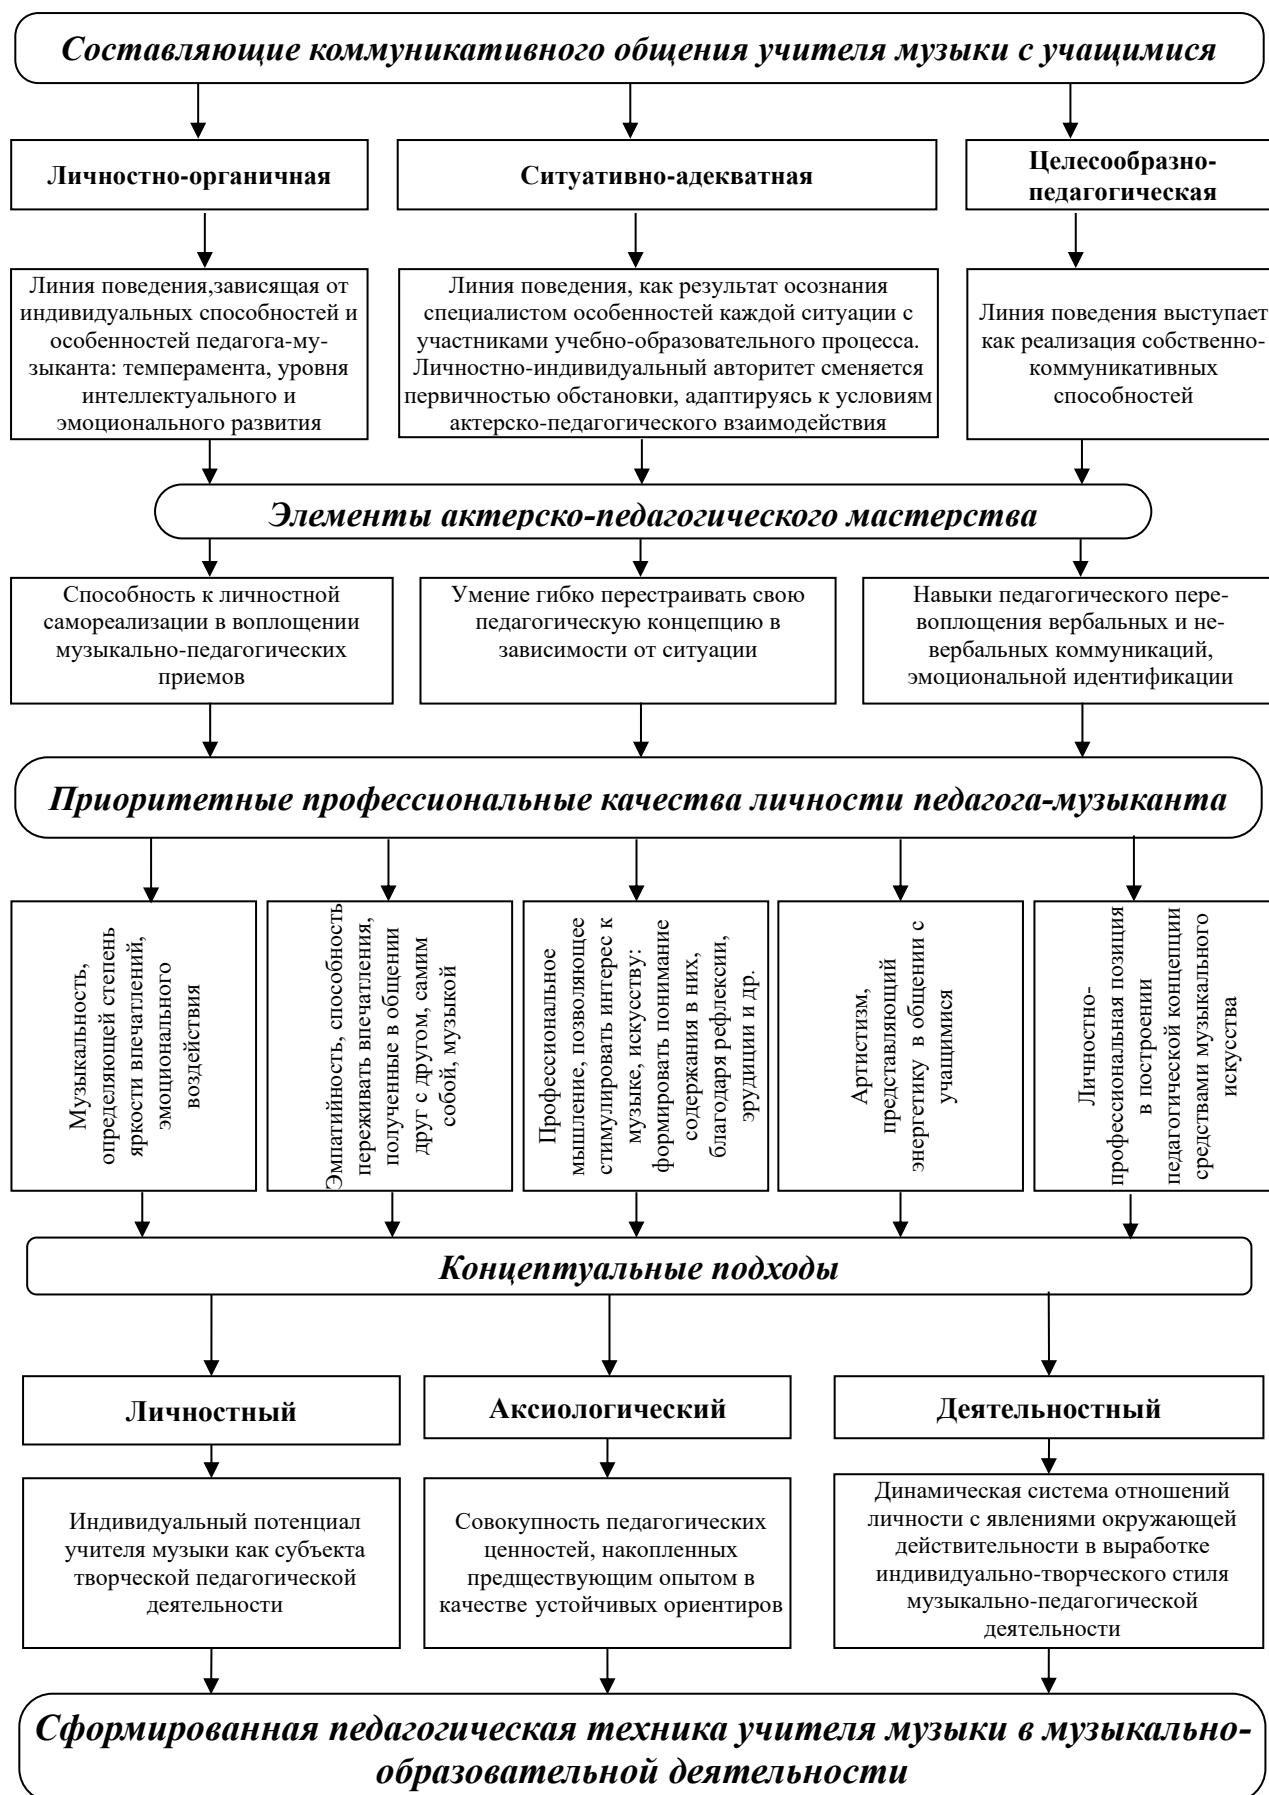 Составляющие коммуникативного общения учителя музыки с учащимися
Личностно-органичная
Ситуативно-адекватная
Целесообразно-
педагогическая
Линия поведения,зависящая от
индивидуальных способностей и
особенностей педагога-му-
зыканта: темперамента, уровня
интеллектуального и
эмоционального развития
Линия поведения, как результат осознания
специалистом особенностей каждой ситуации с
участниками учебно-образовательного процесса.
Личностно-индивидуальный авторитет сменяется
первичностью обстановки, адаптируясь к условиям
актерско-педагогического взаимодействия
Линия поведения выступает
как реализация собственно-
коммуникативных
способностей
Элементы актерско-педагогического мастерства
Способность к личностной
самореализации в воплощении
музыкально-педагогических
приемов
Умение гибко перестраивать свою
педагогическую концепцию в
зависимости от ситуации
Навыки педагогического пере-
воплощения вербальных и не-
вербальных коммуникаций,
эмоциональной идентификации
Приоритетные профессиональные качества личности педагога-музыканта
Музыкальность,
определяющей степень
яркости впечатлений,
эмоционального
воздействия
Эмпатийность, способность
переживать впечатления,
полученные в общении
друг с другом, самим
собой, музыкой
Профессиональное
мышление, позволяющее
стимулировать интерес к
музыке, искусству:
формировать понимание
содержания в них,
благодаря рефлексии,
эрудиции и др.
Артистизм,
представляющий
энергетику в общении с
учащимися
Личностно-
профессиональная позиция
в построении
педагогической концепции
средствами музыкального
искусства
Концептуальные подходы
Личностный
Аксиологический
Деятельностный
Индивидуальный потенциал
учителя музыки как субъекта
творческой педагогической
деятельности
Совокупность педагогических
ценностей, накопленных
предществующим опытом в
качестве устойчивых ориентиров
Динамическая система отношений
личности с явлениями окружающей
действительности в выработке
индивидуально-творческого стиля
музыкально-педагогической
деятельности
Сформированная педагогическая техника учителя музыки в музыкально-
образовательной деятельности